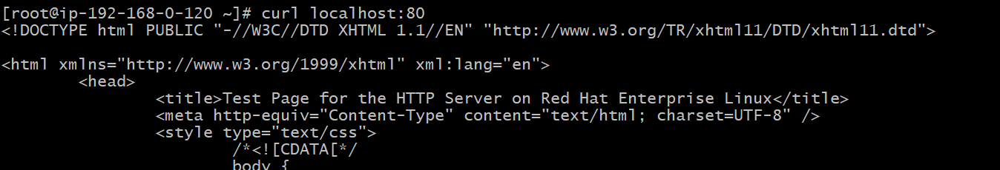 [root@ip-192-168-0-120 ~]# curl localhost:80
<!DOCTYPE html PUBLIC "-//W3C//DTD XHTML 1.1//EN" "http://www.w3.org/TR/xhtml11/DTD/xhtml11.dtd">
<html xmlns="http://www.w3.org/1999/xhtml" xml:lang="en">
<head>
<title>Test Page for the HTTP Server on Red Hat Enterprise Linux</title>
<meta http-equiv="Content-Type" content="text/html; charset=UTF-8" />
<style type="text/css">
/*<![CDATA[*/
body {